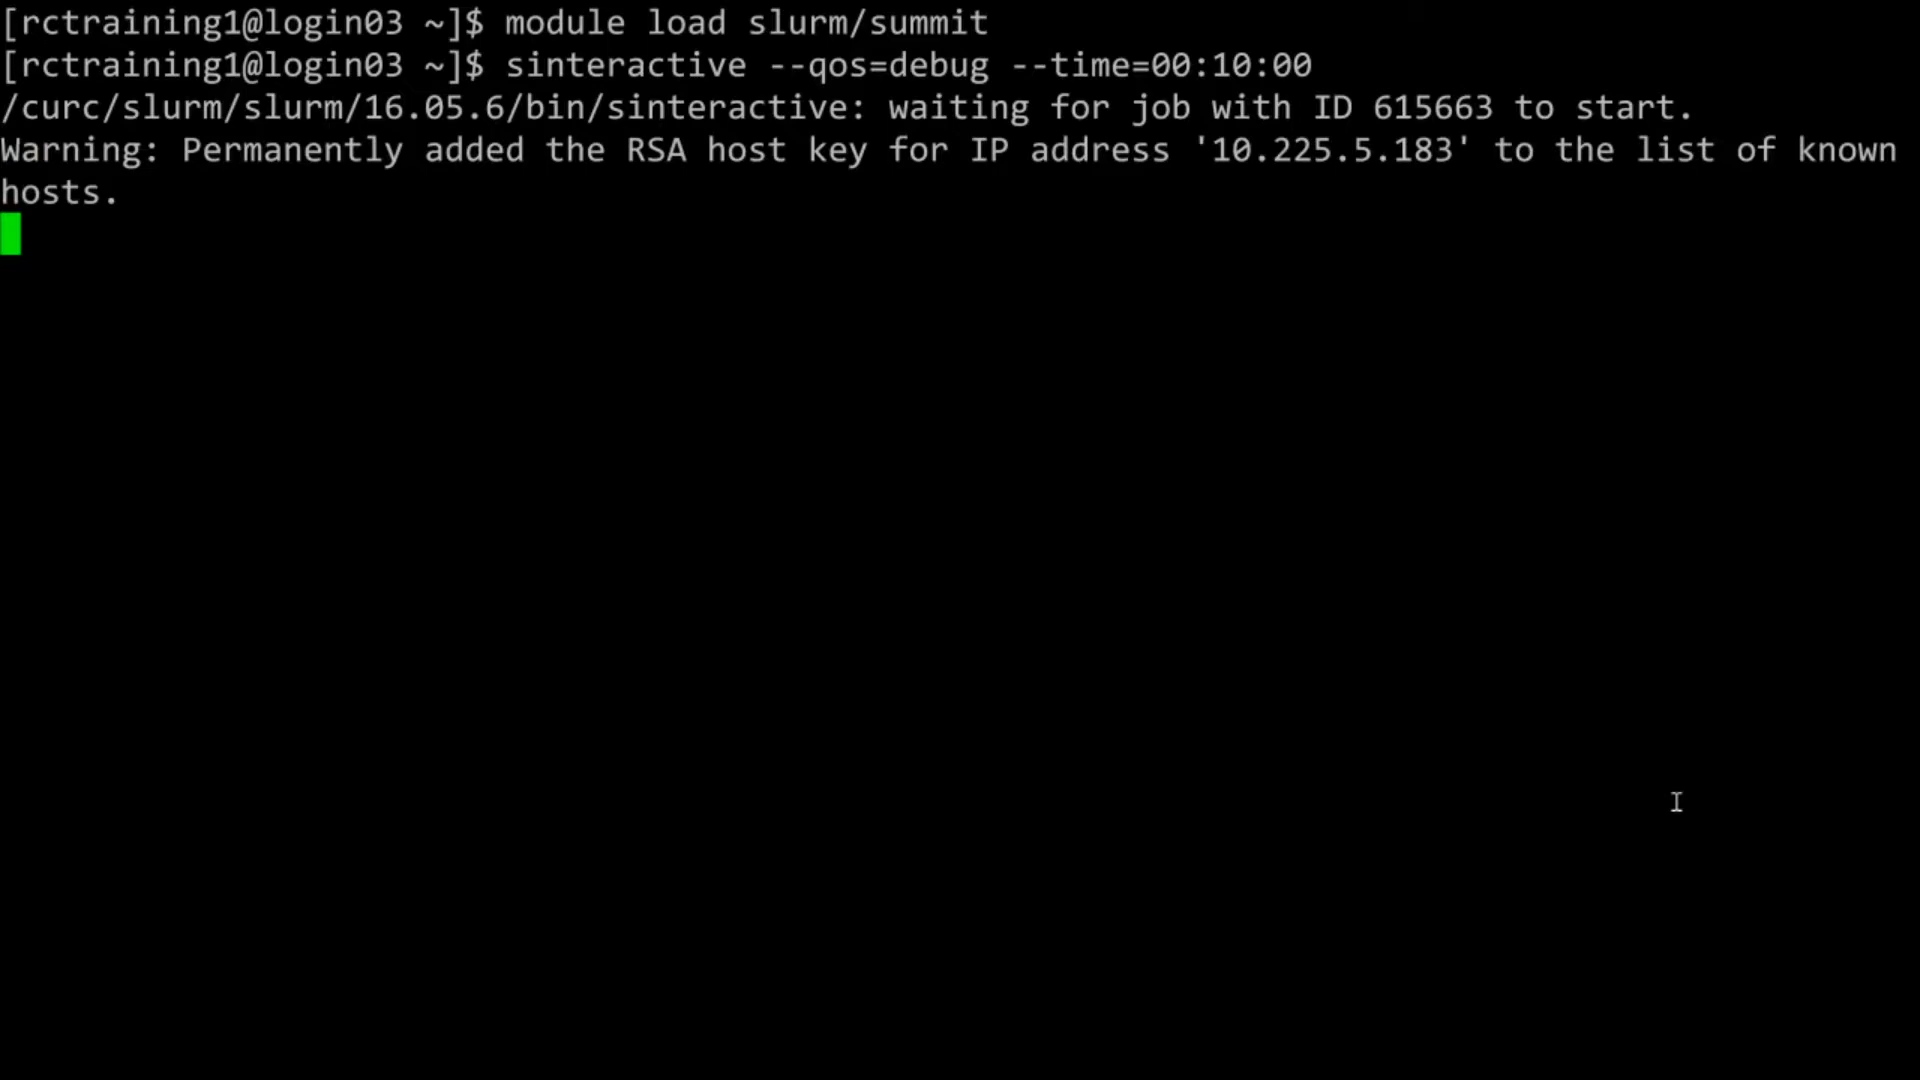 [rctraining1@login03 ~]$ module load slurm/summit
[rctraining1@login03 ~]$ sinteractive --qos=debug --time=00:10:00
/curc/slurm/slurm/16.05.6/bin/sinteractive: waiting for job with ID 615663 to start.
Warning: Permanently added the RSA host key for IP address '10.225.5.183' to the list of known
hosts.